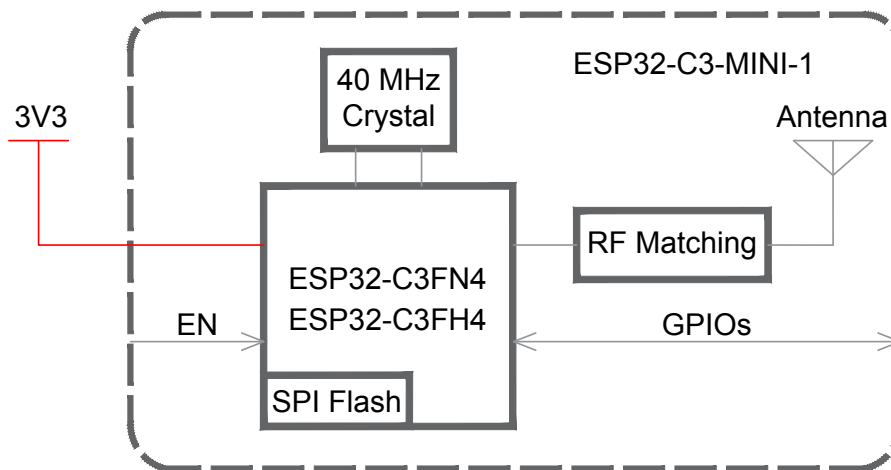 ESP32-C3-MINI-1
40 MHz
Crystal
3V3
Antenna
RF Matching
ESP32-C3FN4
ESP32-C3FH4
EN
GPIOs
SPI Flash